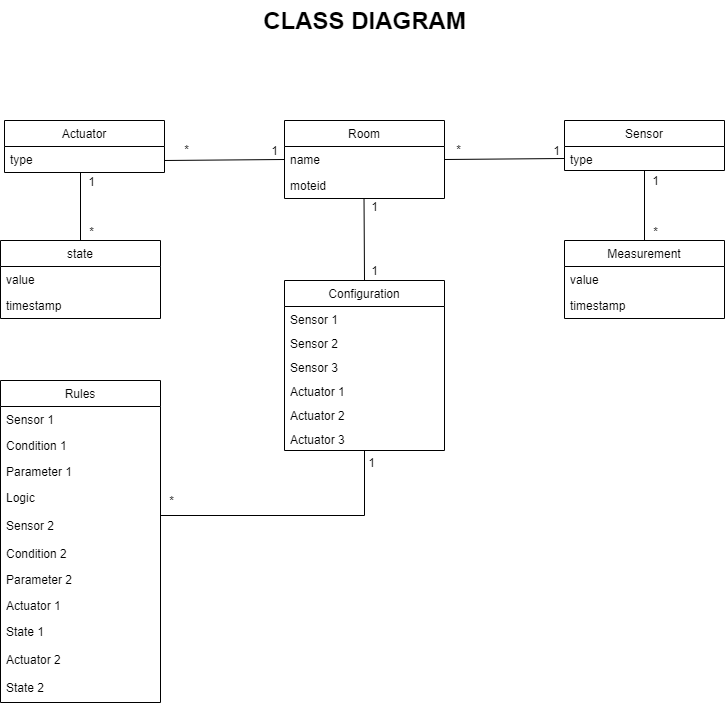 CLASS DIAGRAM
Actuator
type
*
1
Room
name
moteid
*
1
Sensor
type
1
*
state
value
timestamp
1
1
Configuration
Sensor 1
Sensor 2
Sensor 3
Actuator 1
Actuator 2
Actuator 3
1
*
Measurement
value
timestamp
1
*
Rules
Sensor 1
Condition 1
Parameter 1
Logic
Sensor 2
Condition 2
Parameter 2
Actuator 1
State 1
Actuator 2
State 2